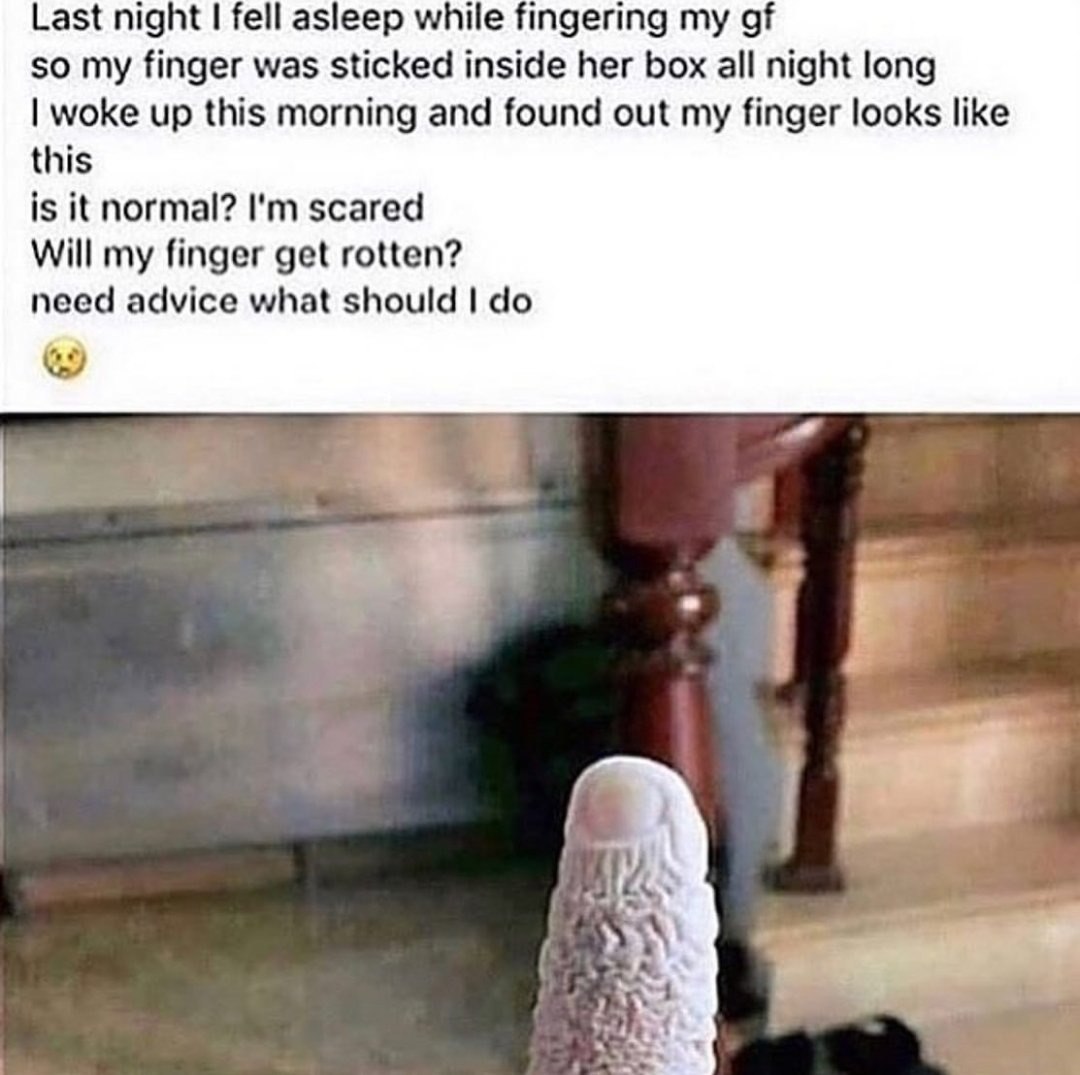 Last night I fell asleep while fingering my gf
so my finger was sticked inside her box all night long
I woke up this morning and found out my finger looks like
this
is it normal? I'm scared
Will my finger get rotten?
need advice what should I do
😢